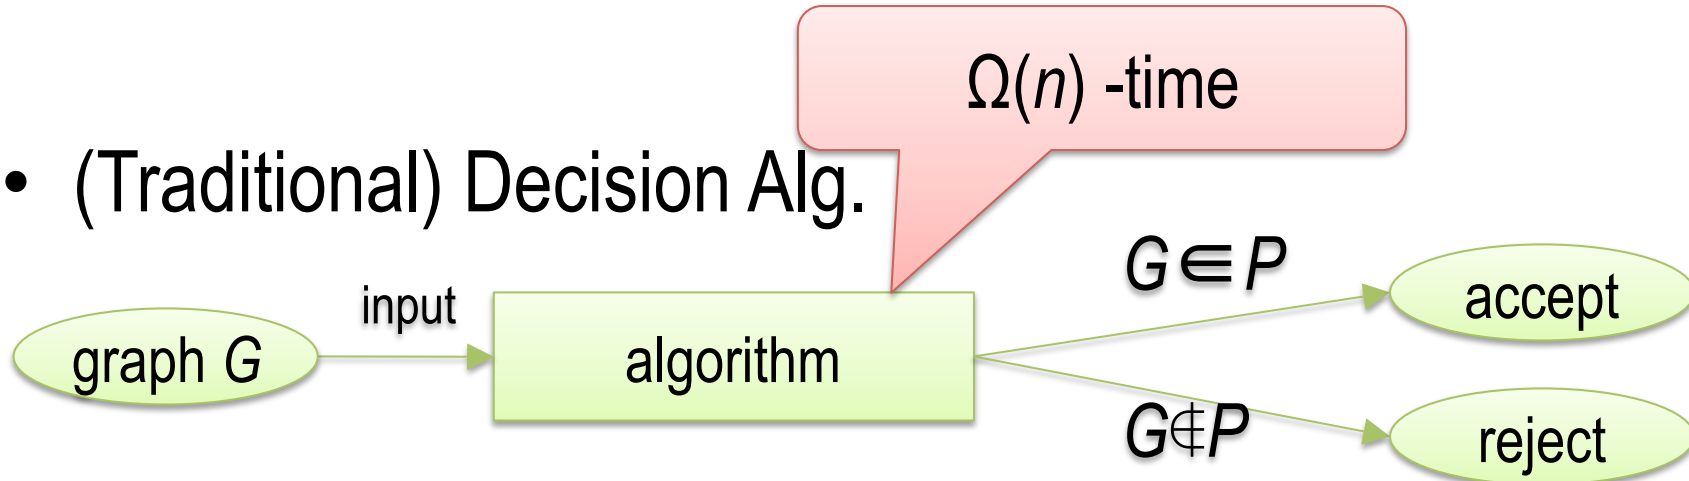 Ω(n) -time
• (Traditional) Decision Alg.
G ∈ P
input
accept
graph G
algorithm
G∉P
reject